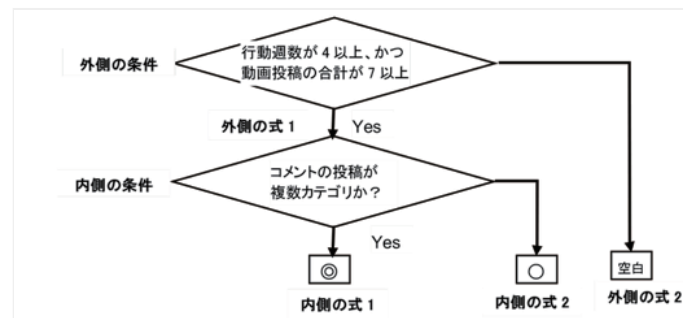 外側の条件
行動週数が 4 以上、かつ
動画投稿の合計が 7 以上
外側の式 1
Yes
内側の条件
コメントの投稿が
複数カテゴリか？
Yes
◎
○
空白
内側の式 1
内側の式 2
外側の式 2